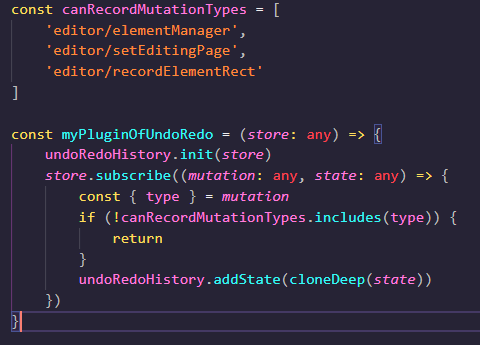 const canRecordMutationTypes = [
    'editor/elementManager',
    'editor/setEditingPage',
    'editor/recordElementRect'
]
const myPluginOfUndoRedo = (store: any) => {
    undoRedoHistory.init(store)
    store.subscribe((mutation: any, state: any) => {
        const { type } = mutation
        if (!canRecordMutationTypes.includes(type)) {
            return
        }
        undoRedoHistory.addState(cloneDeep(state))
    })
}